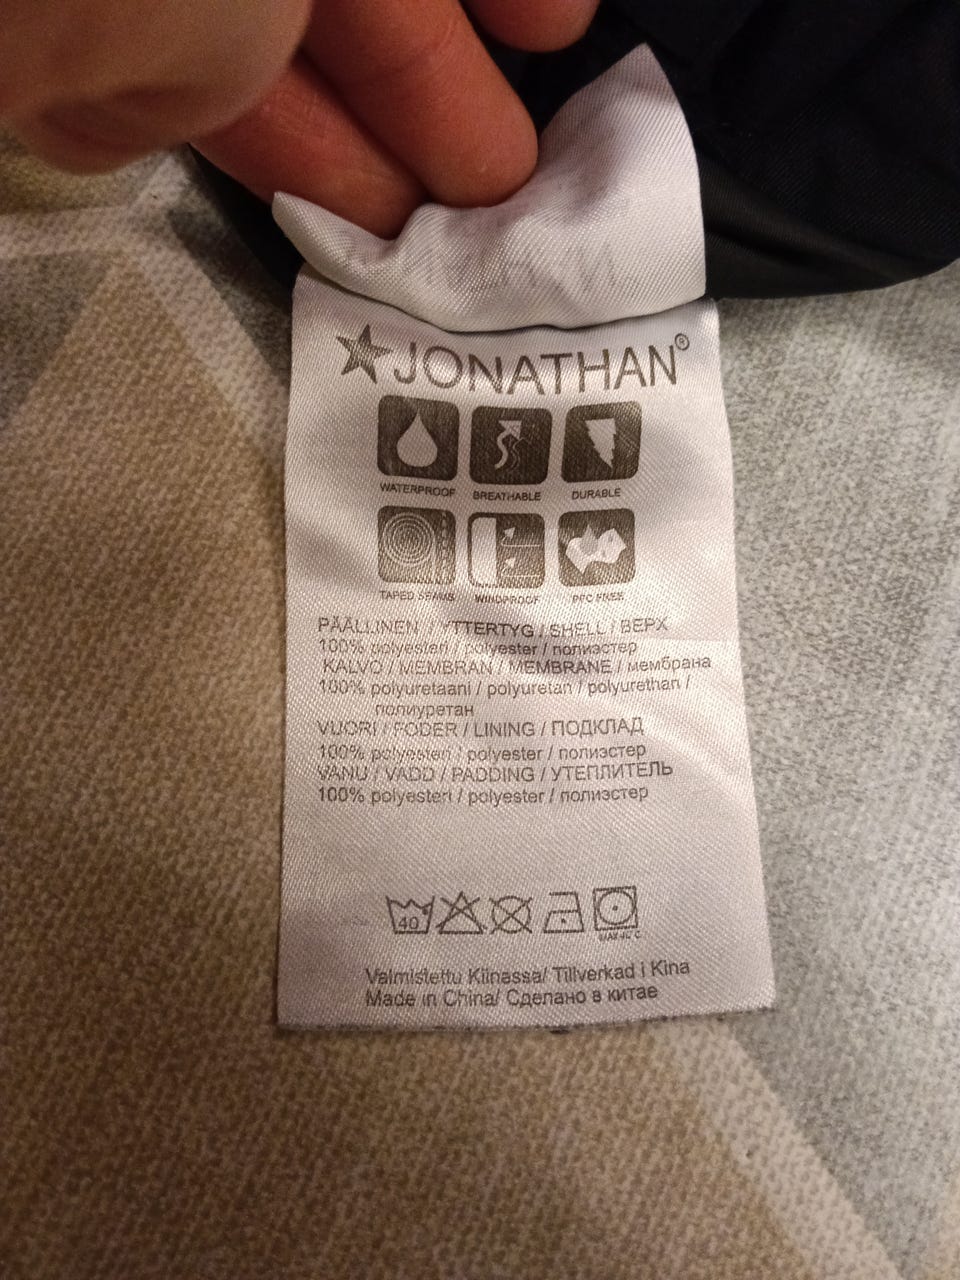 JONATHAN®
WATERPROOF BREATHABLE DURABLE
TAPED SEAMS WINDPROOF PFC FREE
PÄÄLLINEN / YTTERTYG / SHELL / ВЕРХ
100% polyesteri / polyester / полиэстер
KALVO / MEMBRAN / MEMBRANE / мембрана
100% polyuretaani / polyuretan / polyurethan /
полиуретан
VUORI / FODER / LINING / ПОДКЛАД
100% polyesteri / polyester / полиэстер
VANU / VADD / PADDING / УТЕПЛИТЕЛЬ
100% polyesteri / polyester / полиэстер
40
MAX 40°C
Valmistettu Kiinassa/ Tillverkad i Kina
Made in China/ Сделано в китае